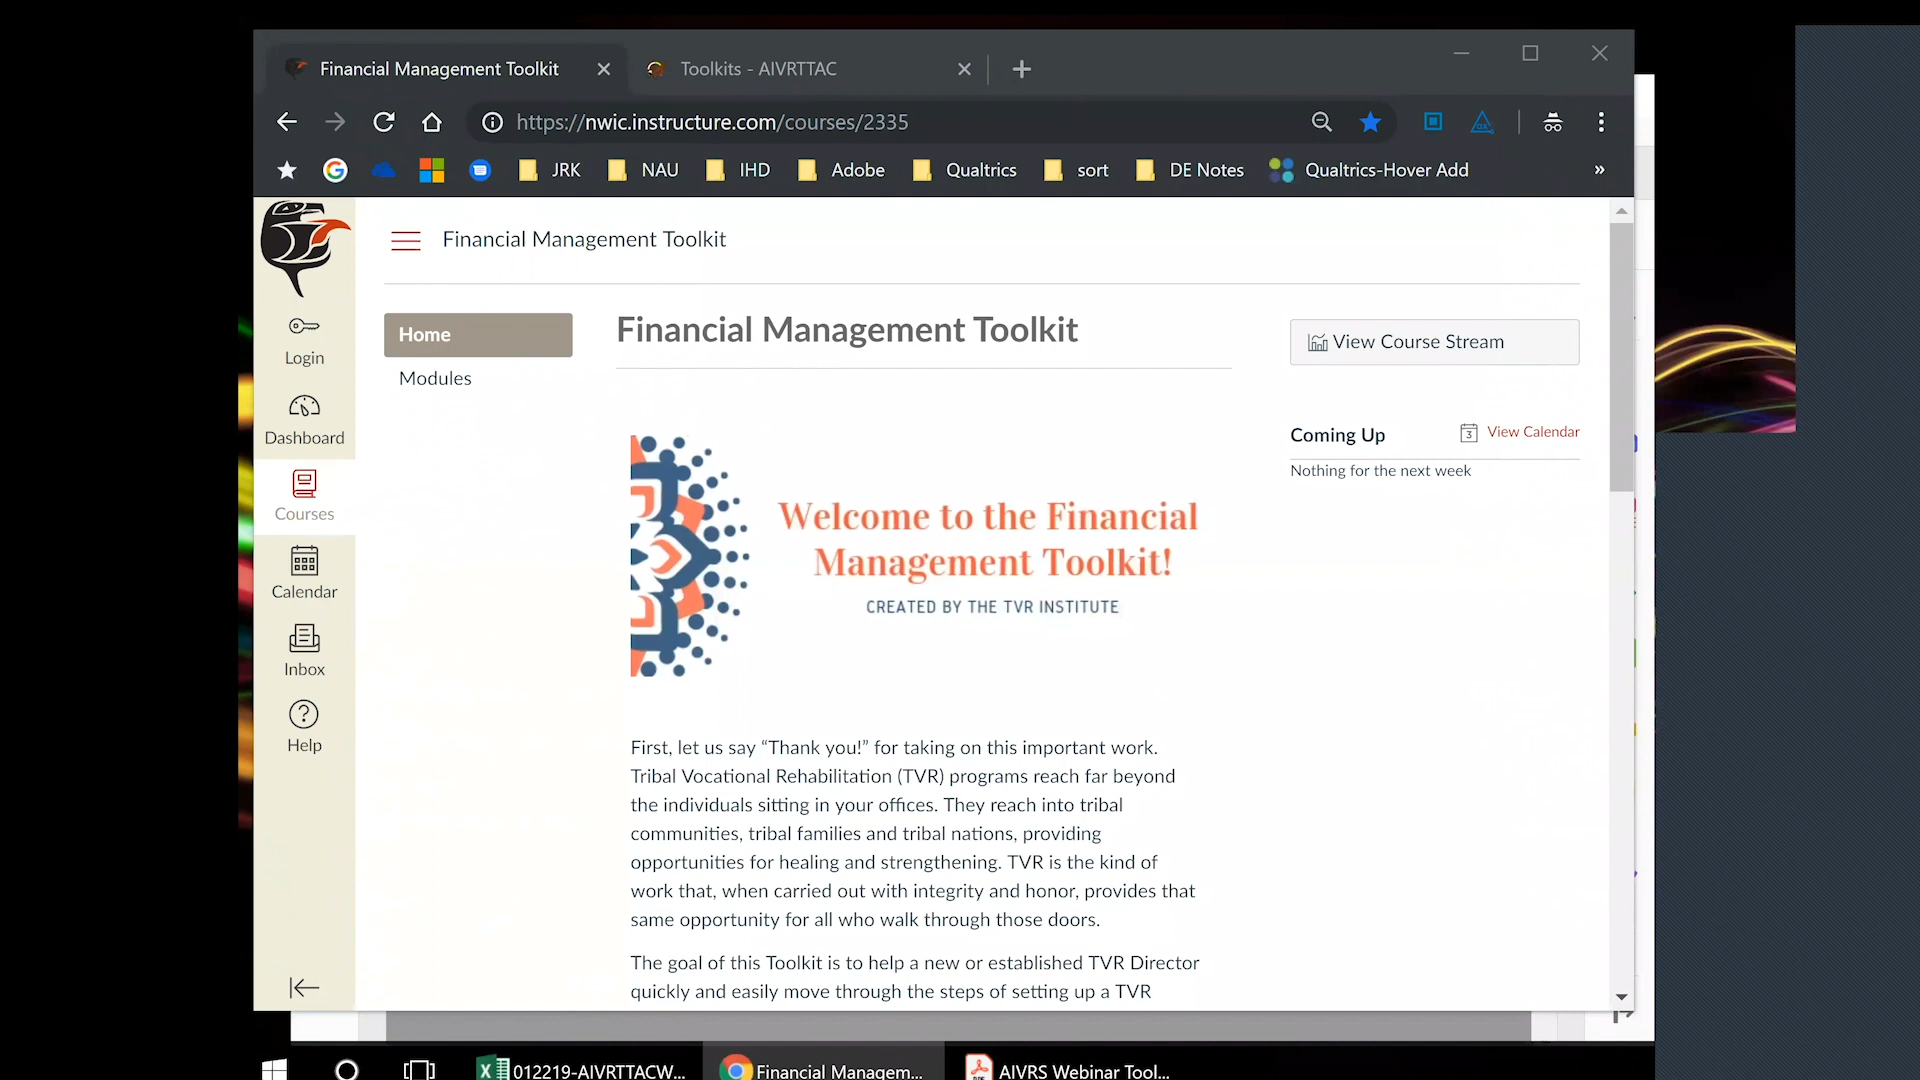 Financial Management Toolkit
Toolkits - AIVRTTAC
https://nwic.instructure.com/courses/2335
JRK
NAU
IHD
Adobe
Qualtrics
sort
DE Notes
Qualtrics-Hover Add
»
Financial Management Toolkit
Login
Dashboard
Courses
Calendar
Inbox
Help
Home
Modules
Financial Management Toolkit
Welcome to the Financial
Management Toolkit!
CREATED BY THE TVR INSTITUTE
First, let us say “Thank you!” for taking on this important work.
Tribal Vocational Rehabilitation (TVR) programs reach far beyond
the individuals sitting in your offices. They reach into tribal
communities, tribal families and tribal nations, providing
opportunities for healing and strengthening. TVR is the kind of
work that, when carried out with integrity and honor, provides that
same opportunity for all who walk through those doors.
The goal of this Toolkit is to help a new or established TVR Director
quickly and easily move through the steps of setting up a TVR
View Course Stream
Coming Up
3 View Calendar
Nothing for the next week
012219-AIVRTTACW...
Financial Managem...
AIVRS Webinar Tool...